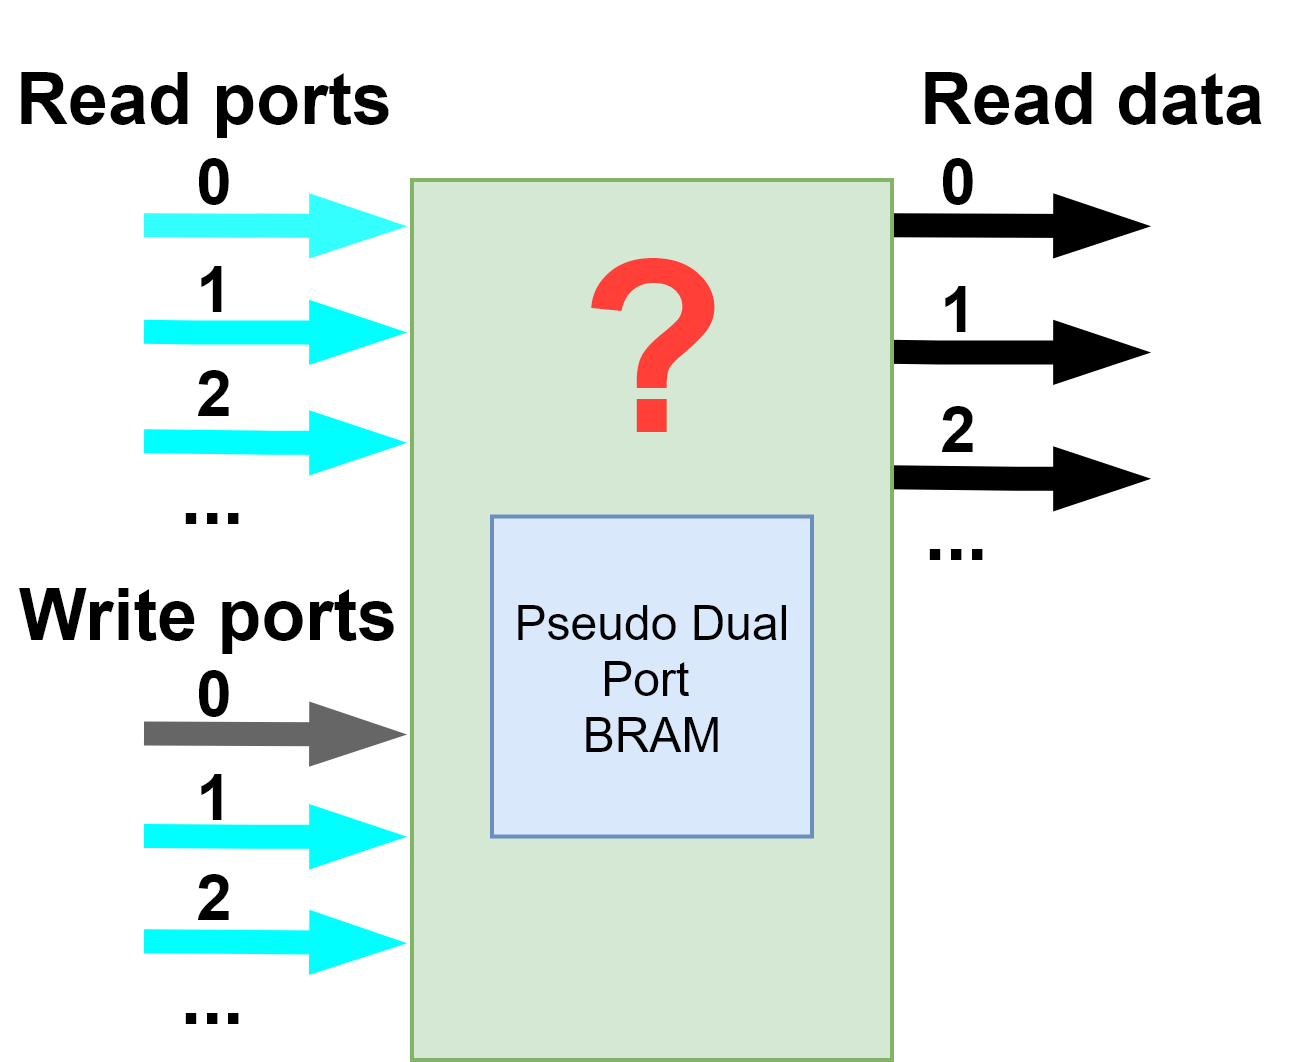 Read ports
0
1
2
...
Write ports
0
1
2
...
?
Pseudo Dual
Port
BRAM
Read data
0
1
2
...